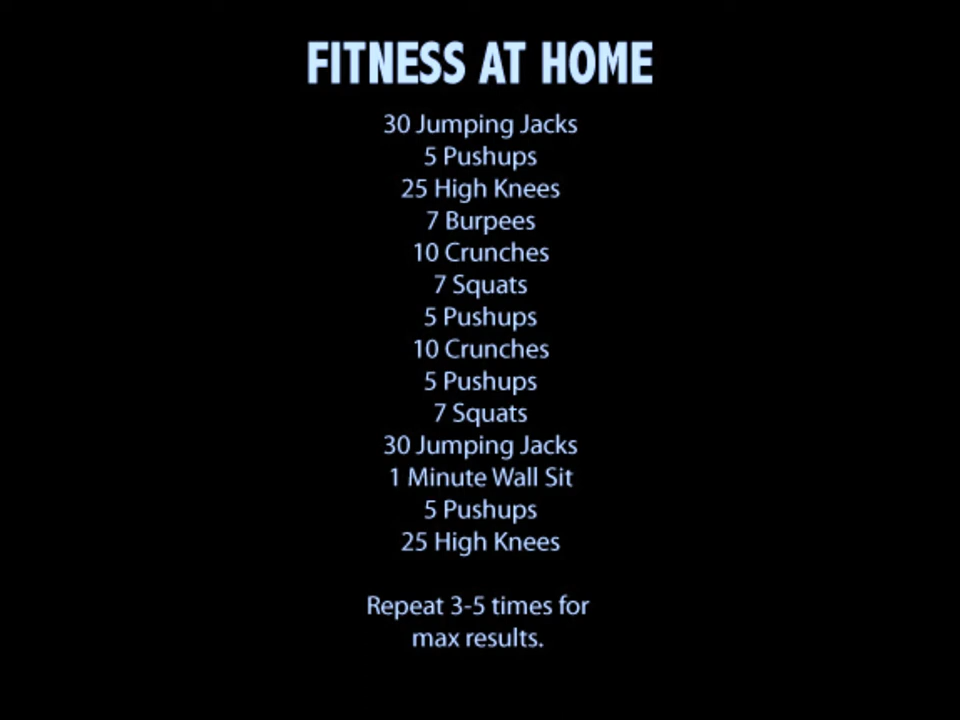 FITNESS AT HOME
30 Jumping Jacks
5 Pushups
25 High Knees
7 Burpees
10 Crunches
7 Squats
5 Pushups
10 Crunches
5 Pushups
7 Squats
30 Jumping Jacks
1 Minute Wall Sit
5 Pushups
25 High Knees
Repeat 3-5 times for
max results.